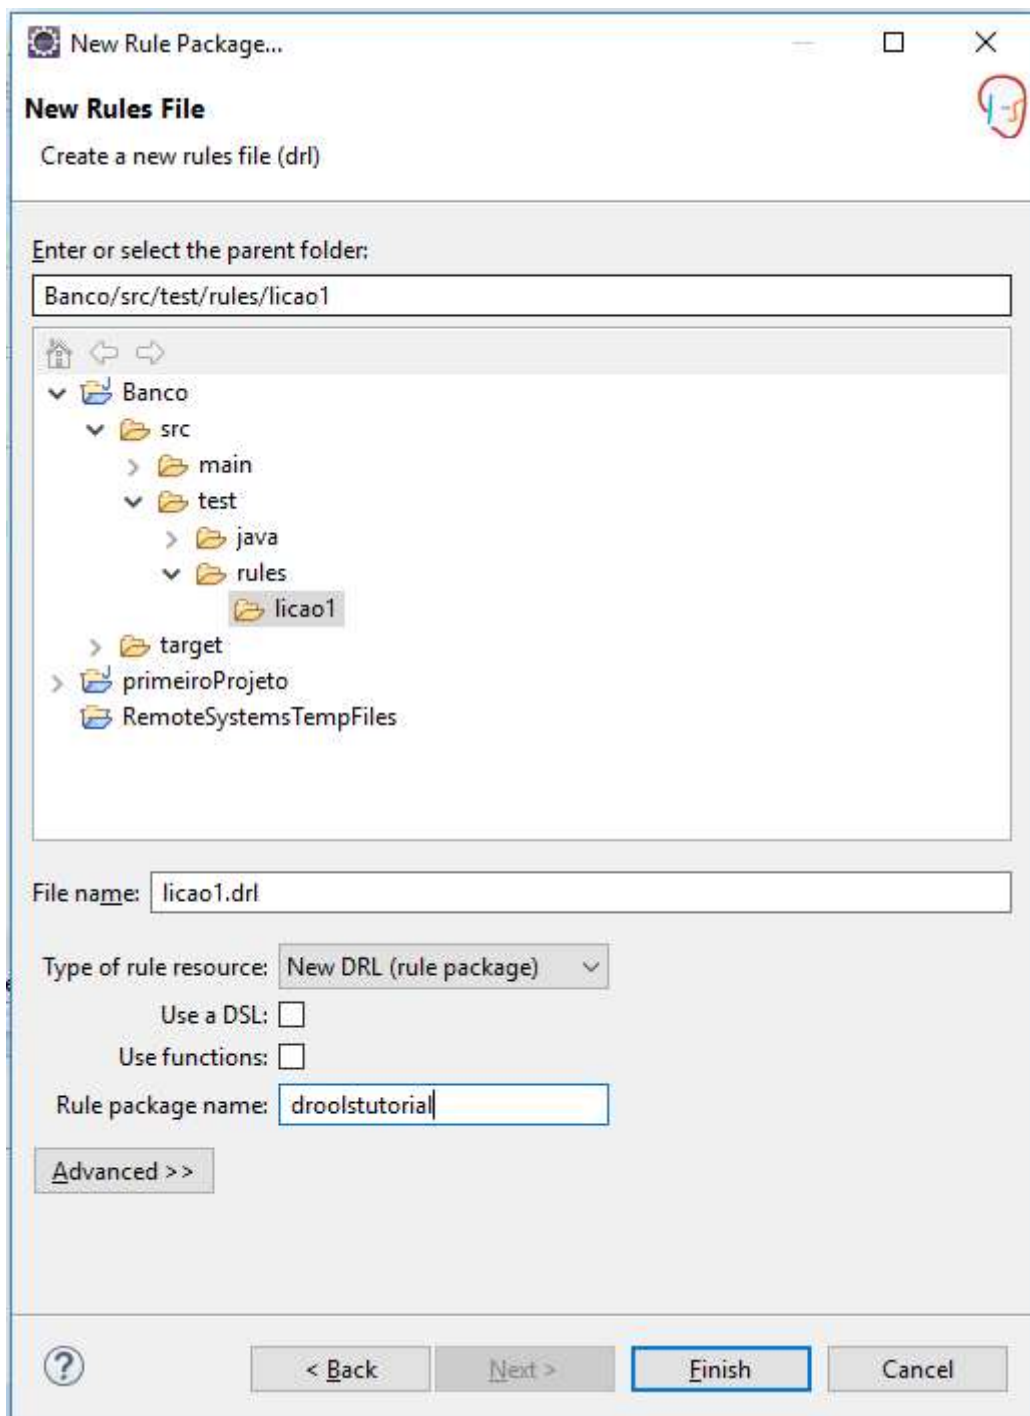 New Rule Package...
New Rules File
Create a new rules file (drl)
Enter or select the parent folder:
Banco/src/test/rules/licao1
Banco
src
main
test
java
rules
licao1
target
primeiroProjeto
RemoteSystemsTempFiles
File name: licao1.drl
Type of rule resource: New DRL (rule package)
Use a DSL:
Use functions:
Rule package name: droolstutorial
Advanced >>
< Back Next > Finish Cancel